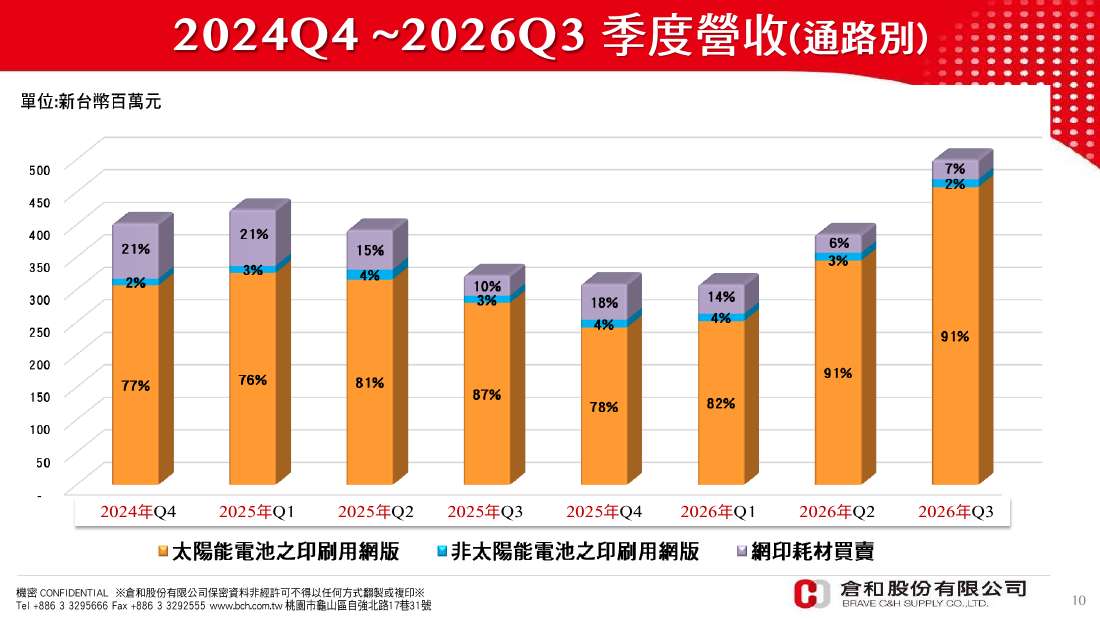 2024Q4 ~2026Q3 季度營收(通路別)
單位:新台幣百萬元
500
450
400
350
300
250
200
150
100
50
-
21% 21% 15% 10% 18% 14% 6% 7%
2% 3% 4% 3% 4% 4% 3% 2%
77% 76% 81% 87% 78% 82% 91% 91%
2024年Q4 2025年Q1 2025年Q2 2025年Q3 2025年Q4 2026年Q1 2026年Q2 2026年Q3
太陽能電池之印刷用網版 非太陽能電池之印刷用網版 網印耗材買賣
機密 CONFIDENTIAL ※倉和股份有限公司保密資料非經許可不得以任何方式翻製或複印※
Tel +886 3 3295666 Fax +886 3 3292555 www.bch.com.tw 桃園市龜山區自強北路17巷31號
倉和股份有限公司
BRAVE C&H SUPPLY CO.,LTD.
10